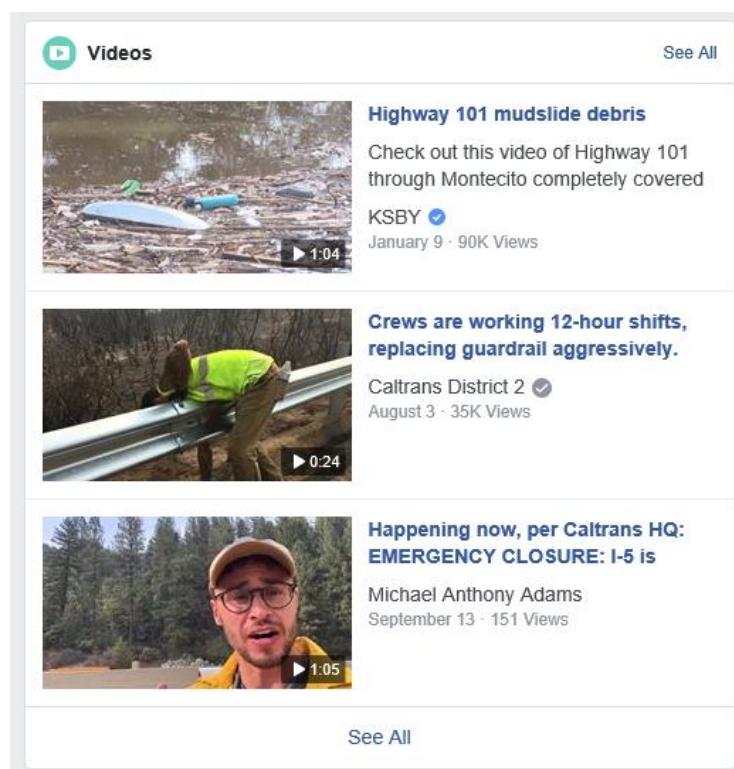 Videos
See All
Highway 101 mudslide debris
Check out this video of Highway 101
through Montecito completely covered
KSBY
January 9 · 90K Views
1:04
Crews are working 12-hour shifts,
replacing guardrail aggressively.
Caltrans District 2
August 3 · 35K Views
0:24
Happening now, per Caltrans HQ:
EMERGENCY CLOSURE: I-5 is
Michael Anthony Adams
September 13 · 151 Views
1:05
See All